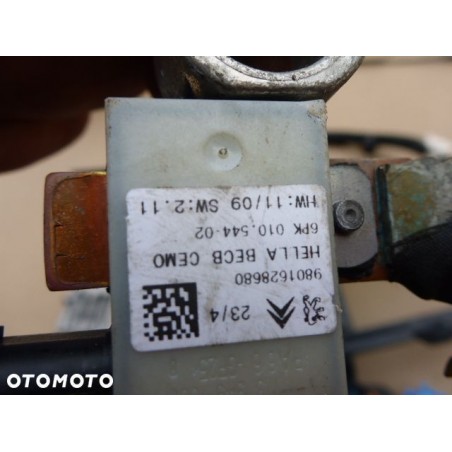 23/4
9801628680
HELLA BECB CEMO
6PK 010.544-02
HW:11/09 SW:2.11
OTOMOTO